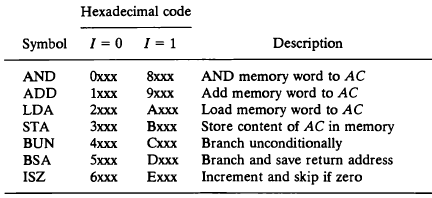 Hexadecimal code
Symbol I = 0 I = 1 Description
AND 0xxx 8xxx AND memory word to AC
ADD 1xxx 9xxx Add memory word to AC
LDA 2xxx Axxx Load memory word to AC
STA 3xxx Bxxx Store content of AC in memory
BUN 4xxx Cxxx Branch unconditionally
BSA 5xxx Dxxx Branch and save return address
ISZ 6xxx Exxx Increment and skip if zero